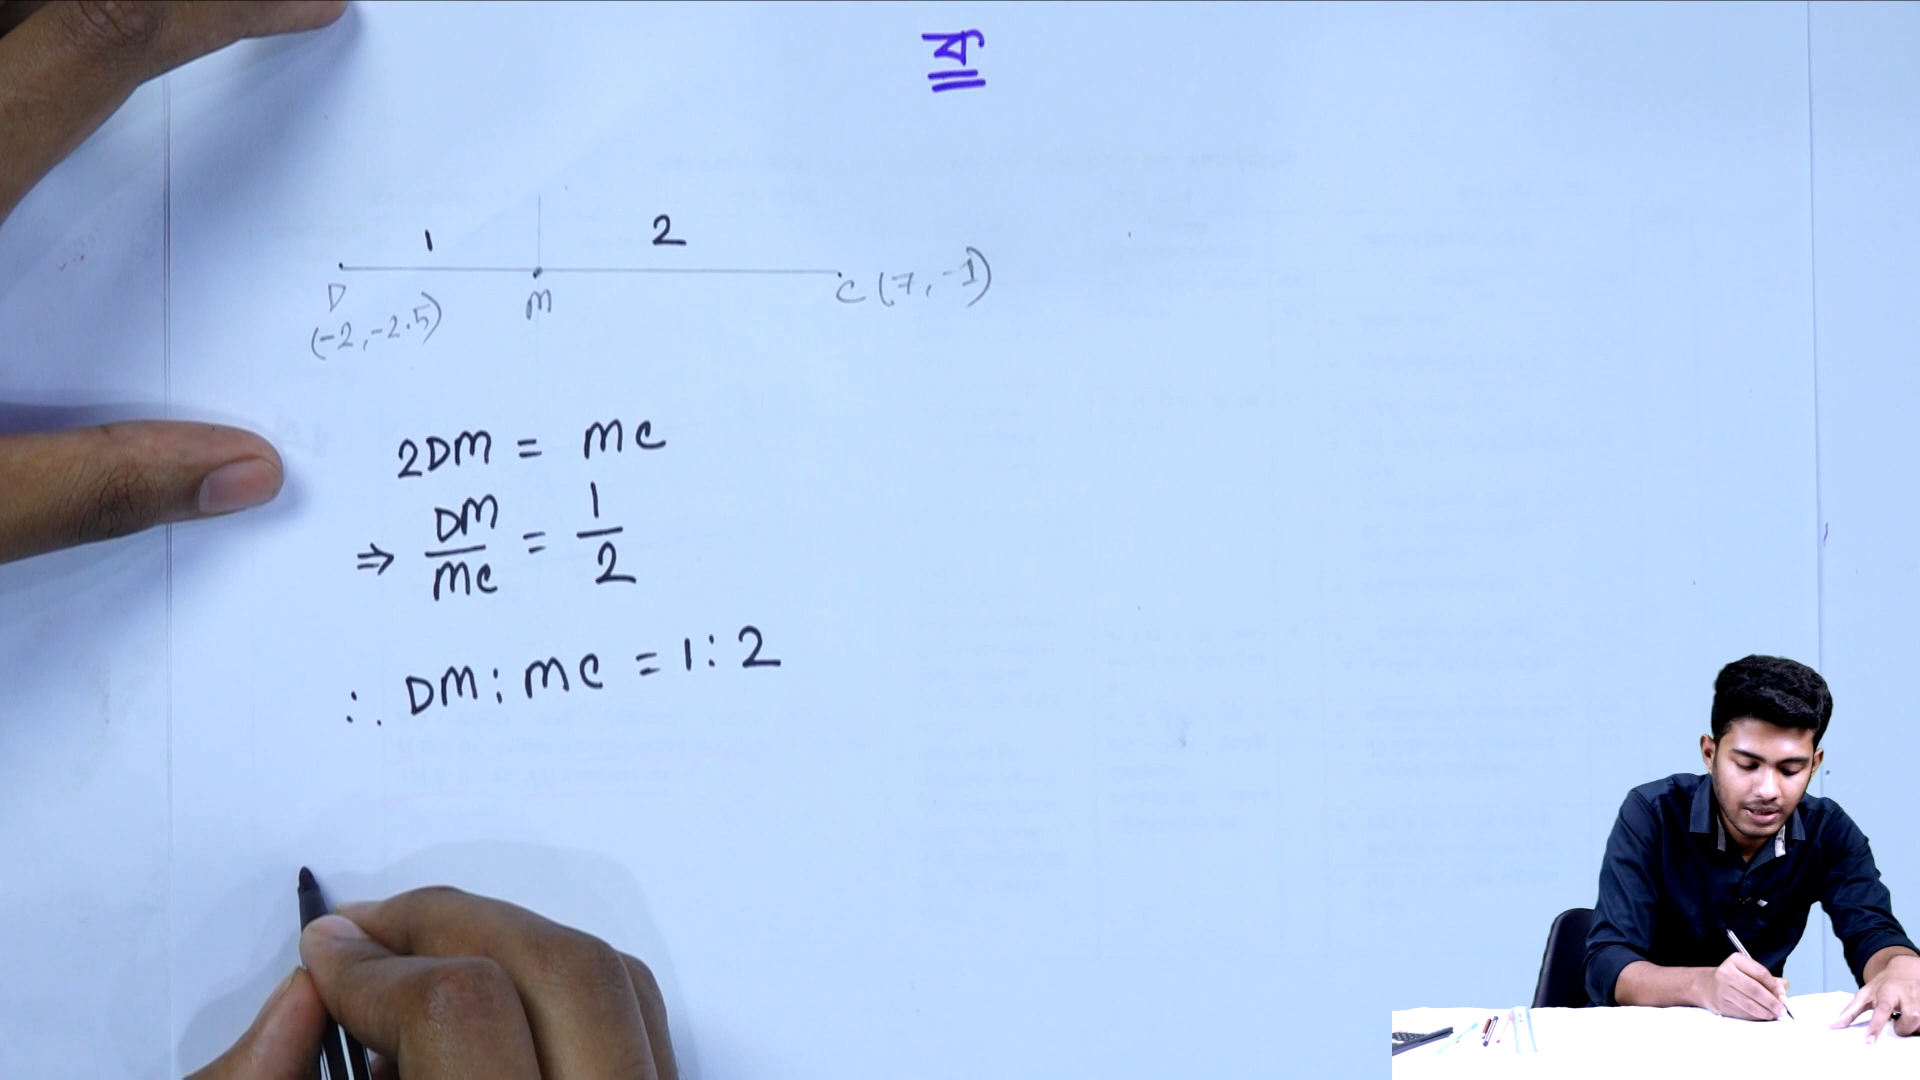 ক
1 2
D M C (7, -1)
(-2, -2.5)
2DM = MC
⇒ DM/MC = 1/2
∴ DM : MC = 1 : 2